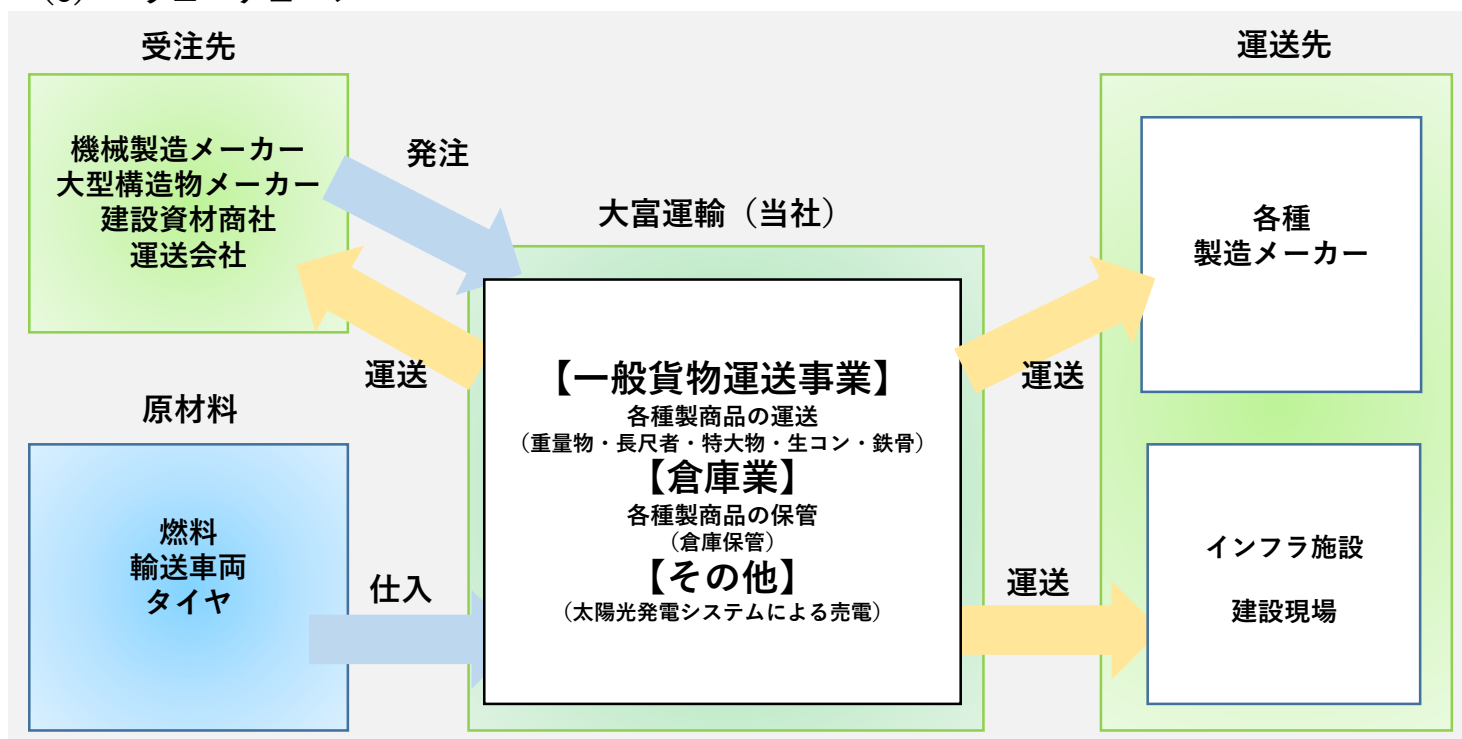 受注先
機械製造メーカー
大型構造物メーカー
建設資材商社
運送会社
発注
運送
原材料
燃料
輸送車両
タイヤ
仕入
大富運輸（当社）
【一般貨物運送事業】
各種製商品の運送
（重量物・長尺者・特大物・生コン・鉄骨）
【倉庫業】
各種製商品の保管
（倉庫保管）
【その他】
（太陽光発電システムによる売電）
運送
運送
運送先
各種
製造メーカー
インフラ施設
建設現場